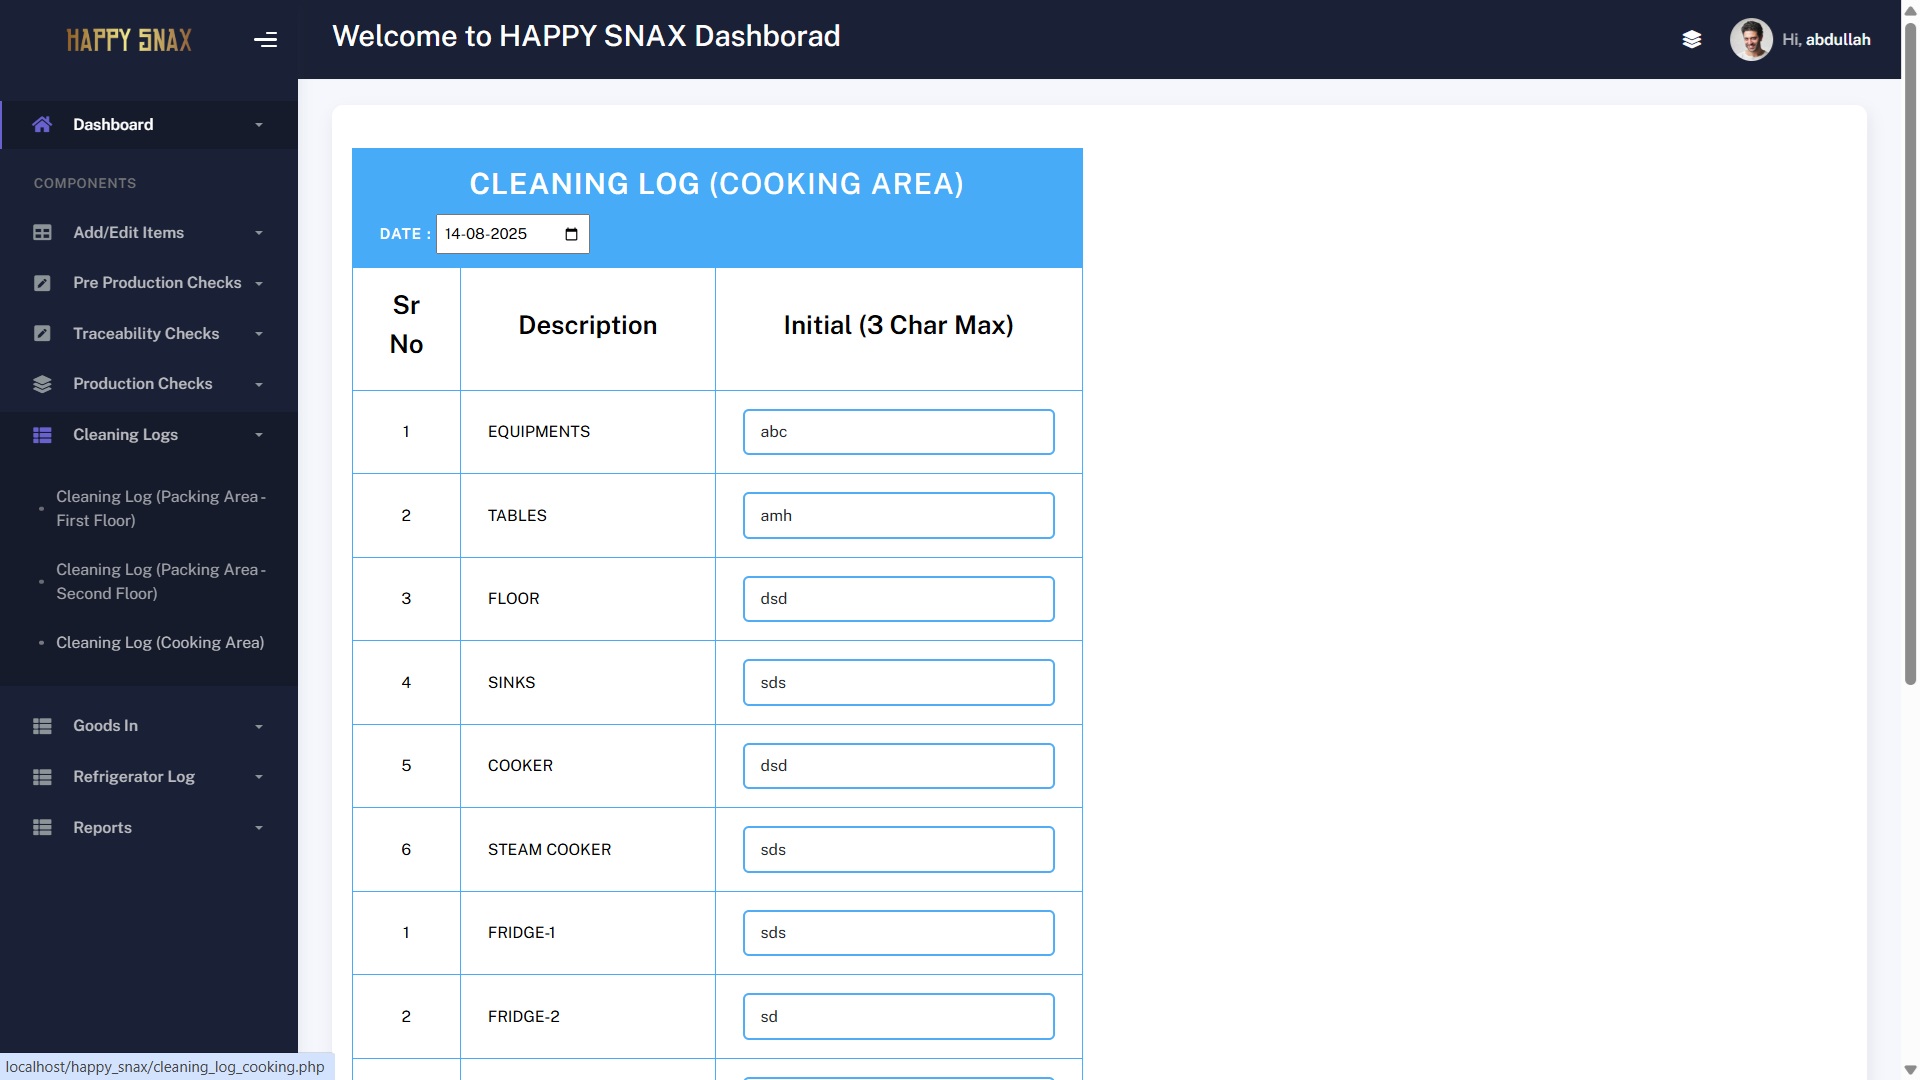 HAPPY SNAX
Welcome to HAPPY SNAX Dashborad
Hi, abdullah
Dashboard
COMPONENTS
Add/Edit Items
Pre Production Checks
Traceability Checks
Production Checks
Cleaning Logs
Cleaning Log (Packing Area -
First Floor)
Cleaning Log (Packing Area -
Second Floor)
Cleaning Log (Cooking Area)
Goods In
Refrigerator Log
Reports
CLEANING LOG (COOKING AREA)
DATE : 14-08-2025
Sr
No
Description
Initial (3 Char Max)
1 EQUIPMENTS abc
2 TABLES amh
3 FLOOR dsd
4 SINKS sds
5 COOKER dsd
6 STEAM COOKER sds
1 FRIDGE-1 sds
2 FRIDGE-2 sd
localhost/happy_snax/cleaning_log_cooking.php